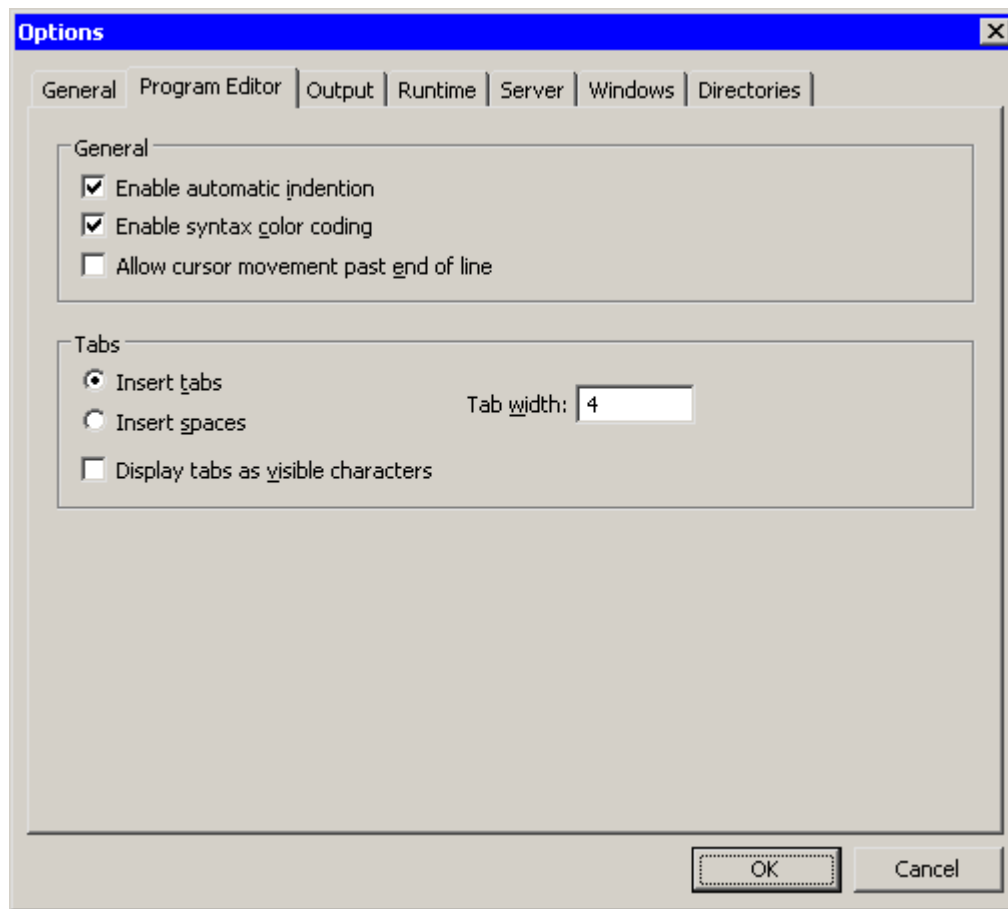 Options
General Program Editor Output Runtime Server Windows Directories
General
Enable automatic indention
Enable syntax color coding
Allow cursor movement past end of line
Tabs
Insert tabs
Tab width: 4
Insert spaces
Display tabs as visible characters
OK Cancel